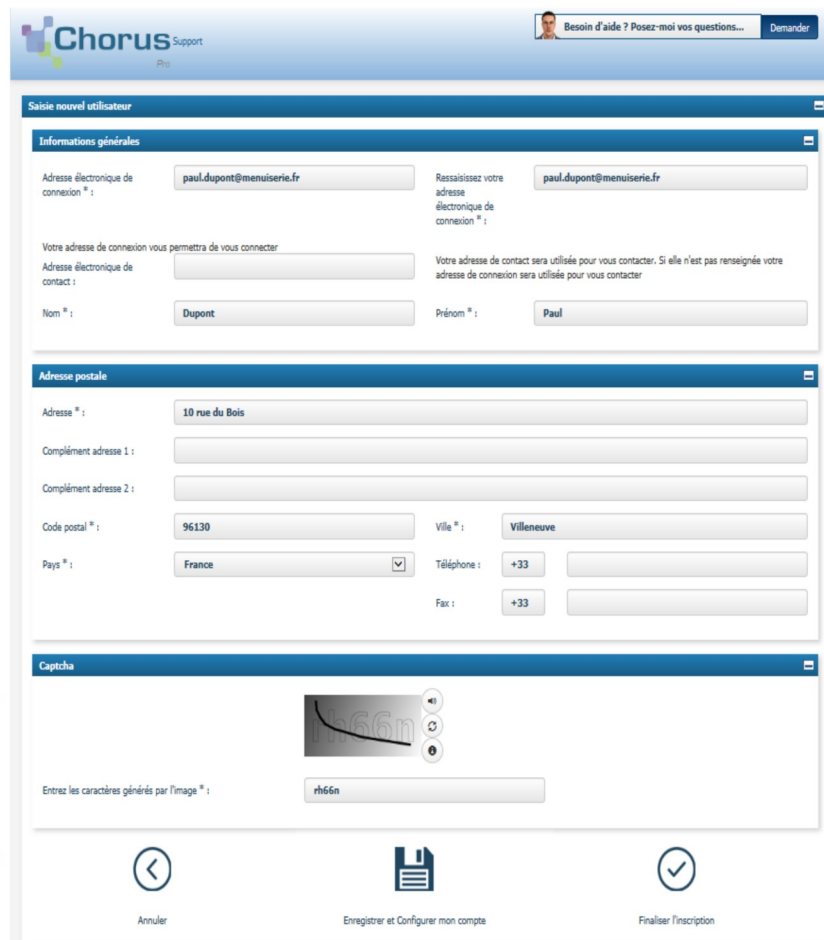 Chorus Support
Pro
Besoin d'aide ? Posez-moi vos questions... Demander
Saisie nouvel utilisateur
Informations générales
Adresse électronique de
connexion * :
paul.dupont@menuiserie.fr
Ressaisissez votre
adresse
électronique de
connexion * :
paul.dupont@menuiserie.fr
Votre adresse de connexion vous permettra de vous connecter
Adresse électronique de
contact :
Votre adresse de contact sera utilisée pour vous contacter. Si elle n'est pas renseignée votre
adresse de connexion sera utilisée pour vous contacter
Nom * : Dupont
Prénom * : Paul
Adresse postale
Adresse * : 10 rue du Bois
Complément adresse 1 :
Complément adresse 2 :
Code postal * : 96130
Ville * : Villeneuve
Pays * : France
Téléphone : +33
Fax : +33
Captcha
rh66n
Entrez les caractères générés par l'image * : rh66n
Annuler
Enregistrer et Configurer mon compte
Finaliser l'inscription